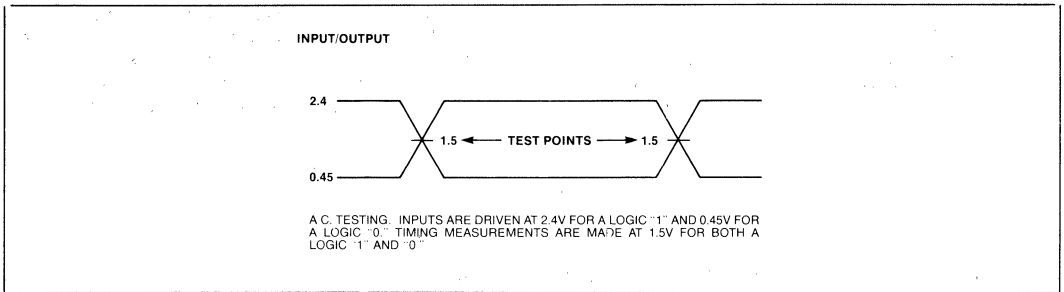 INPUT/OUTPUT
2.4
1.5 TEST POINTS 1.5
0.45
A C. TESTING. INPUTS ARE DRIVEN AT 2.4V FOR A LOGIC "1" AND 0.45V FOR
A LOGIC "0." TIMING MEASUREMENTS ARE MADE AT 1.5V FOR BOTH A
LOGIC "1" AND "0"